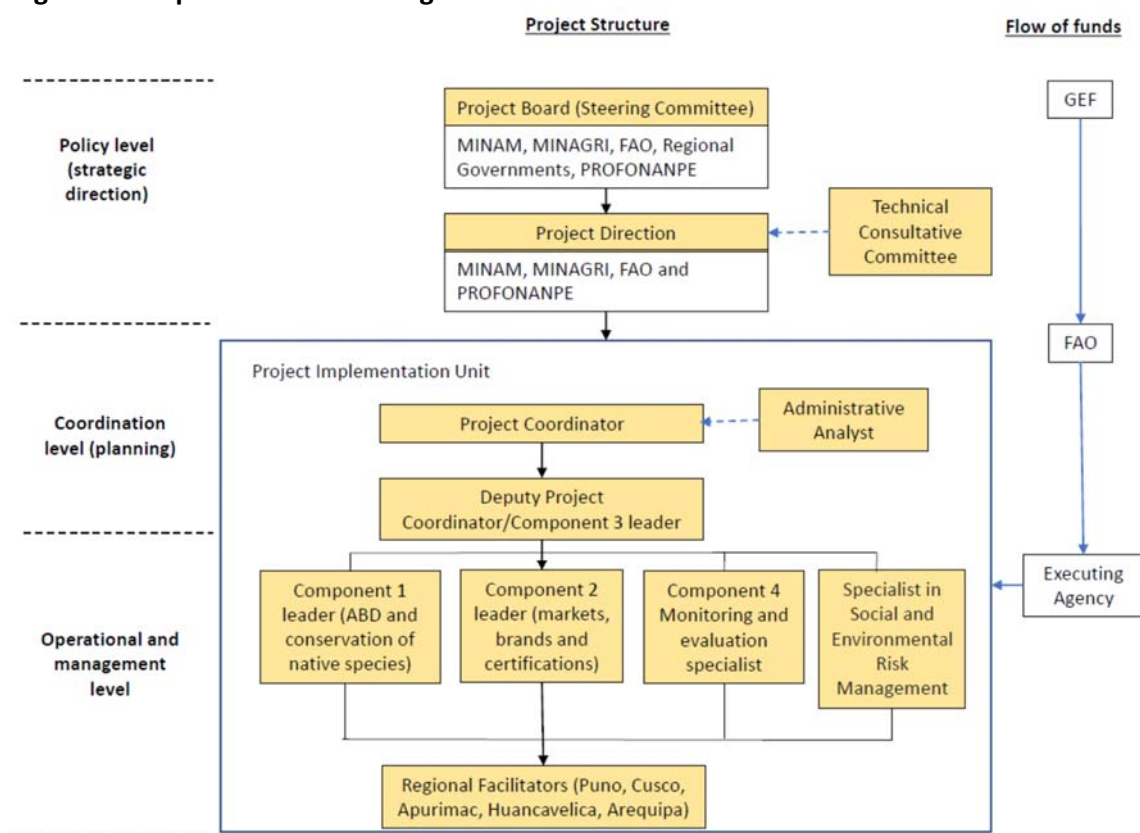 Project Structure
Flow of funds
Policy level
(strategic
direction)
Project Board (Steering Committee)
MINAM, MINAGRI, FAO, Regional
Governments, PROFONANPE
GEF
Project Direction
MINAM, MINAGRI, FAO and
PROFONANPE
Technical
Consultative
Committee
FAO
Coordination
level (planning)
Project Implementation Unit
Project Coordinator
Administrative
Analyst
Deputy Project
Coordinator/Component 3 leader
Operational and
management
level
Component 1
leader (ABD and
conservation of
native species)
Component 2
leader (markets,
brands and
certifications)
Component 4
Monitoring and
evaluation
specialist
Specialist in
Social and
Environmental
Risk
Management
Executing
Agency
Regional Facilitators (Puno, Cusco,
Apurimac, Huancavelica, Arequipa)